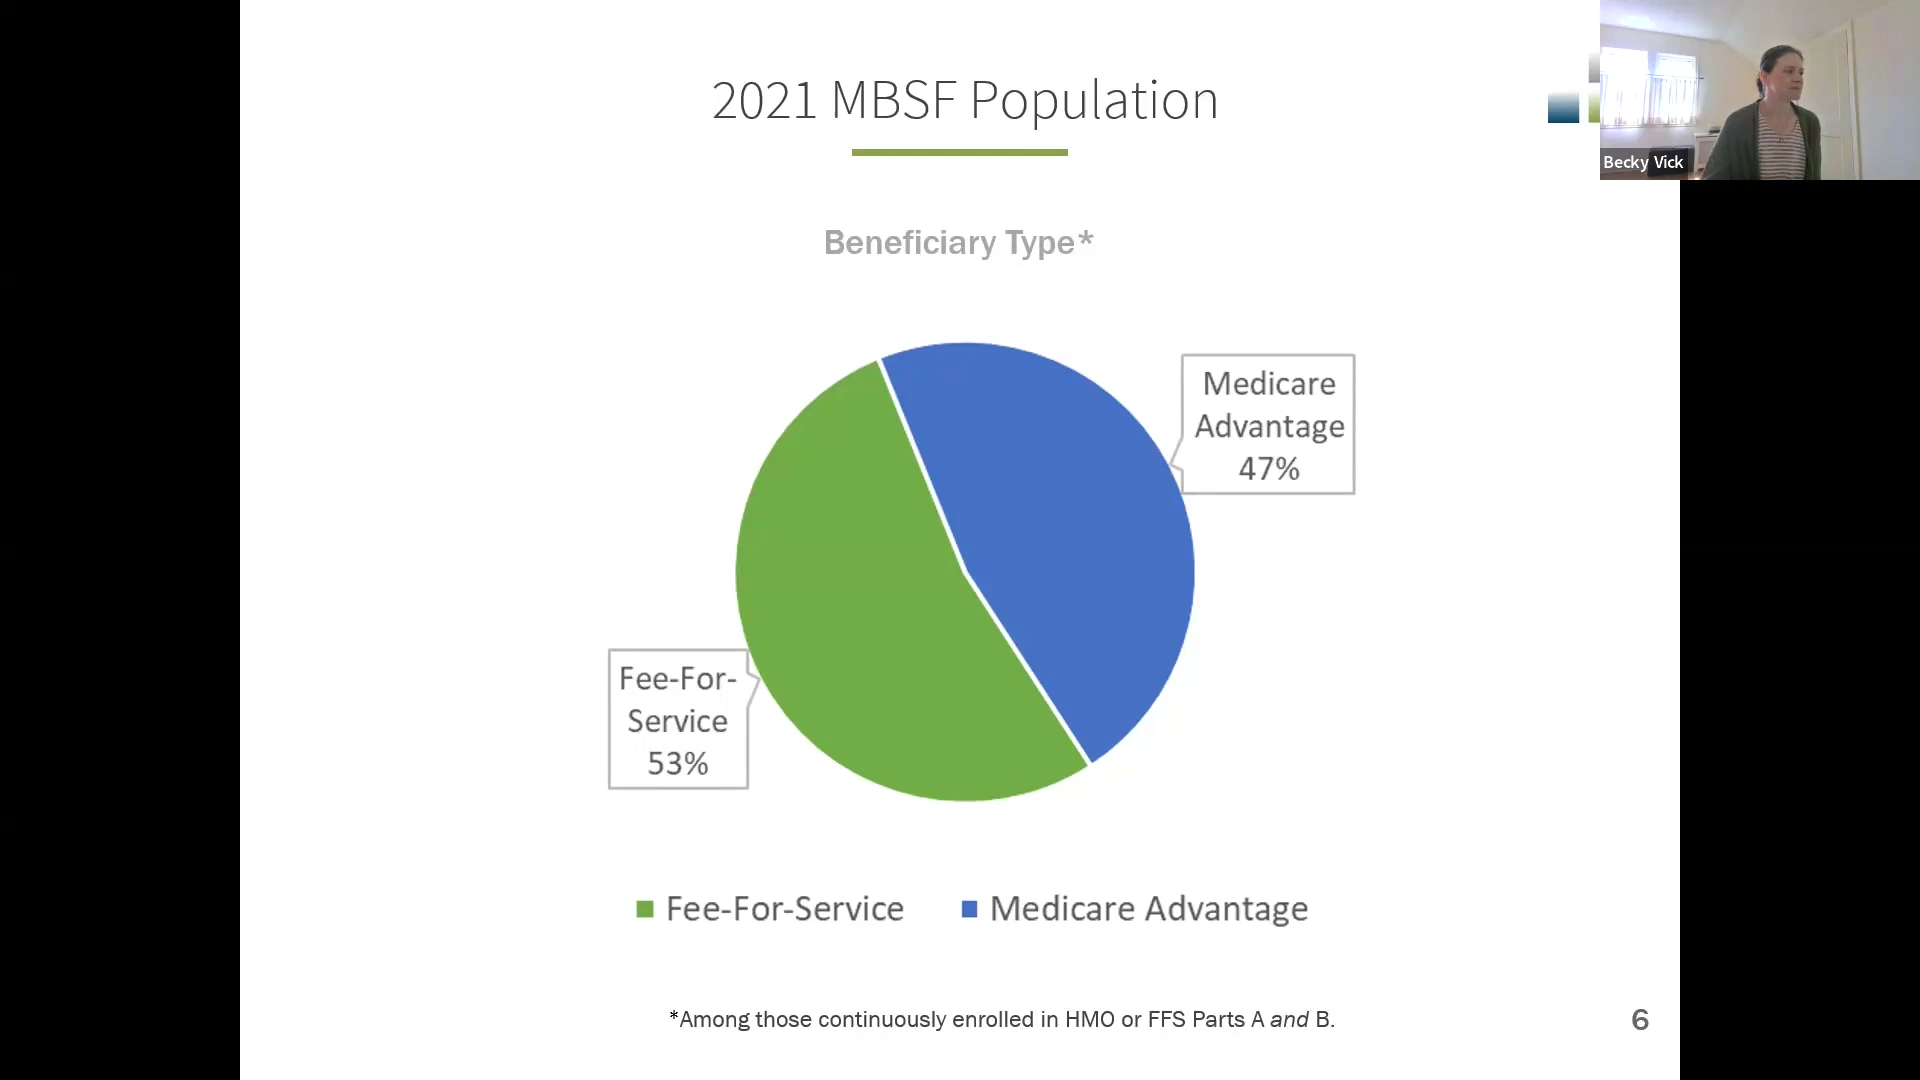 2021 MBSF Population
Becky Vick
Beneficiary Type*
Medicare
Advantage
47%
Fee-For-
Service
53%
Fee-For-Service
Medicare Advantage
*Among those continuously enrolled in HMO or FFS Parts A and B.
6